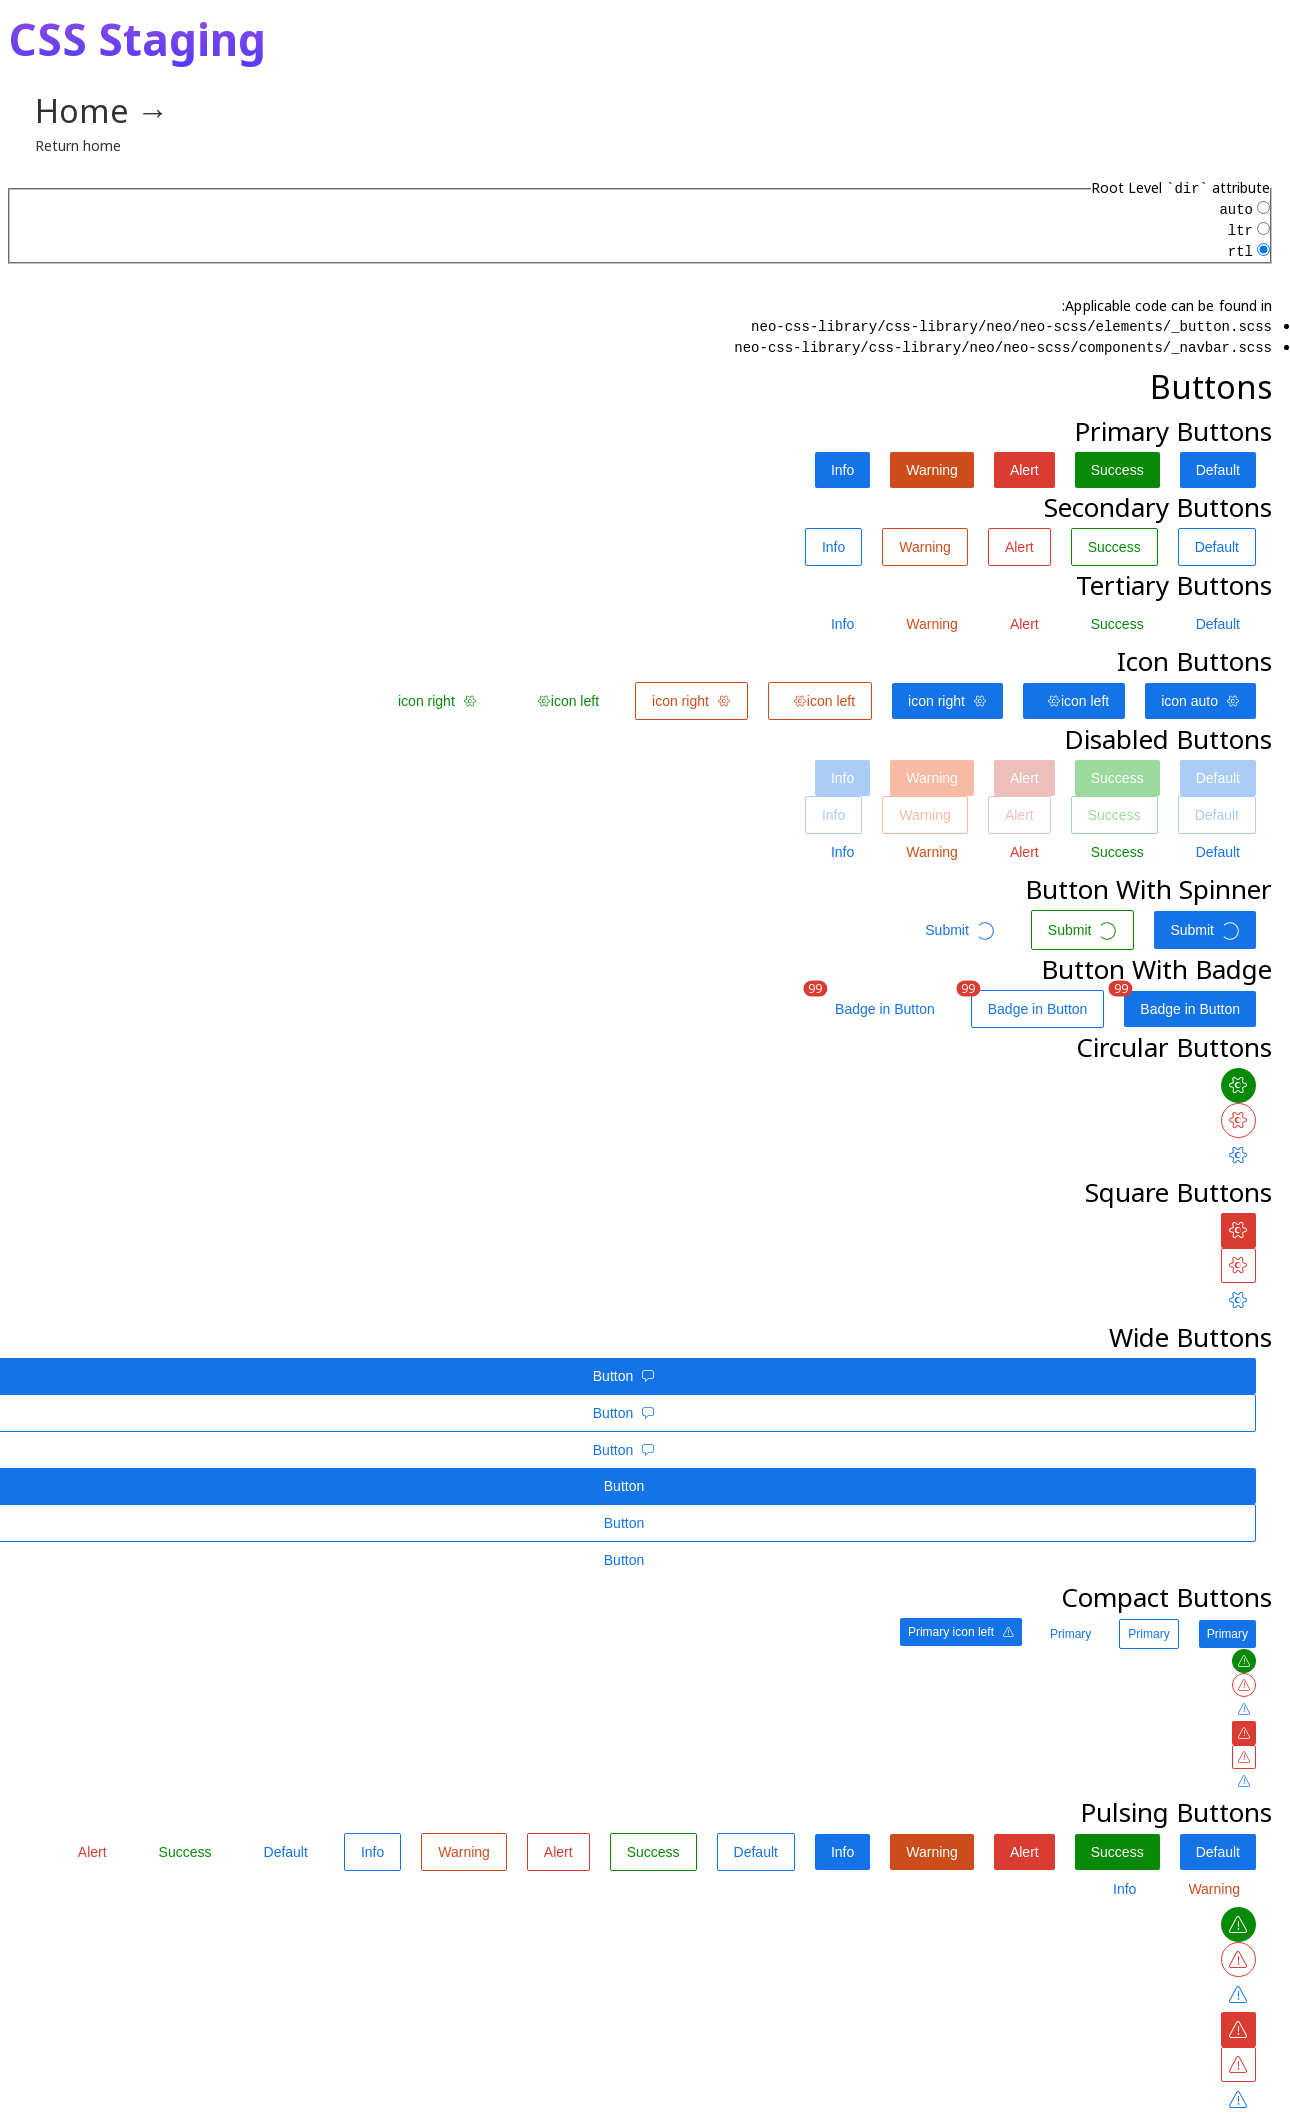 CSS Staging
Home →
Return home
Root Level `dir` attribute
auto
ltr
rtl
Applicable code can be found in:
neo-css-library/css-library/neo/neo-scss/elements/_button.scss
neo-css-library/css-library/neo/neo-scss/components/_navbar.scss
Buttons
Primary Buttons
Default Success Alert Warning Info
Secondary Buttons
Default Success Alert Warning Info
Tertiary Buttons
Default Success Alert Warning Info
Icon Buttons
icon auto icon left icon right icon left icon right icon left icon right
Disabled Buttons
Default Success Alert Warning Info
Default Success Alert Warning Info
Default Success Alert Warning Info
Button With Spinner
Submit Submit Submit
Button With Badge
Badge in Button 99 Badge in Button 99 Badge in Button 99
Circular Buttons
Square Buttons
Wide Buttons
Button
Button
Button
Button
Button
Button
Compact Buttons
Primary Primary Primary Primary icon left
Pulsing Buttons
Default Success Alert Warning Info Default Success Alert Warning Info Default Success Alert
Warning Info